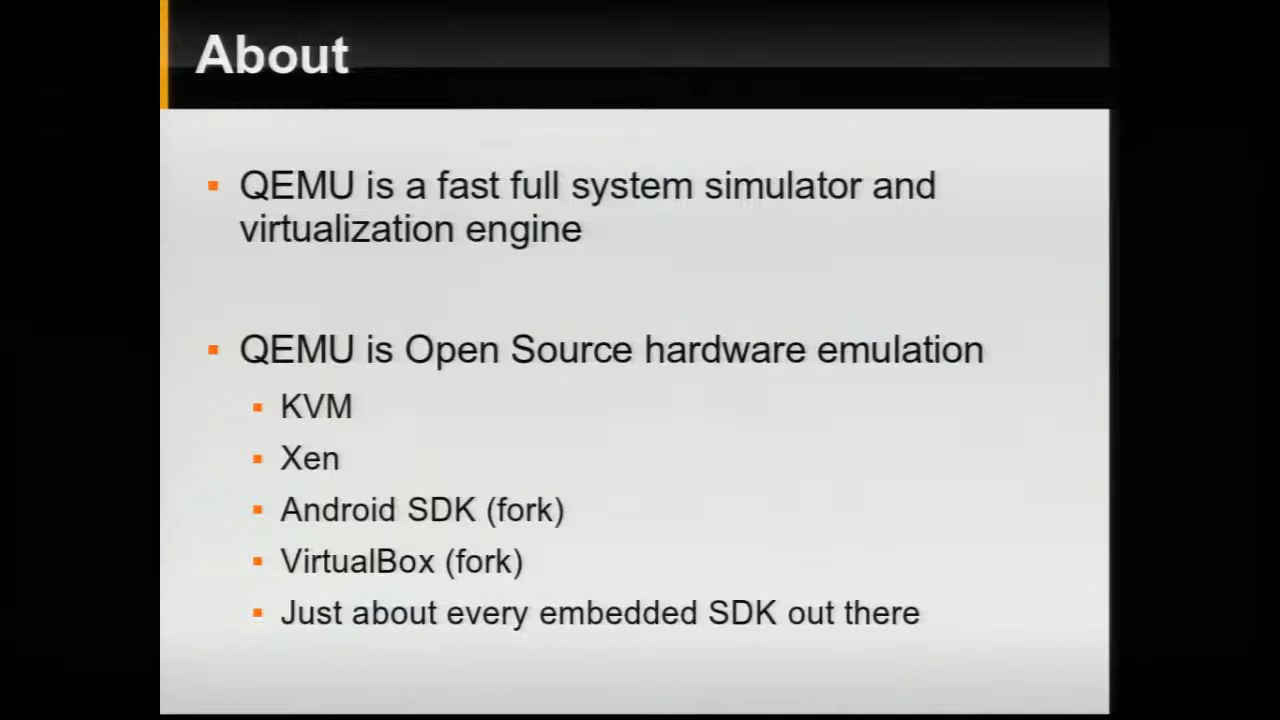 About
QEMU is a fast full system simulator and
virtualization engine
QEMU is Open Source hardware emulation
KVM
Xen
Android SDK (fork)
VirtualBox (fork)
Just about every embedded SDK out there